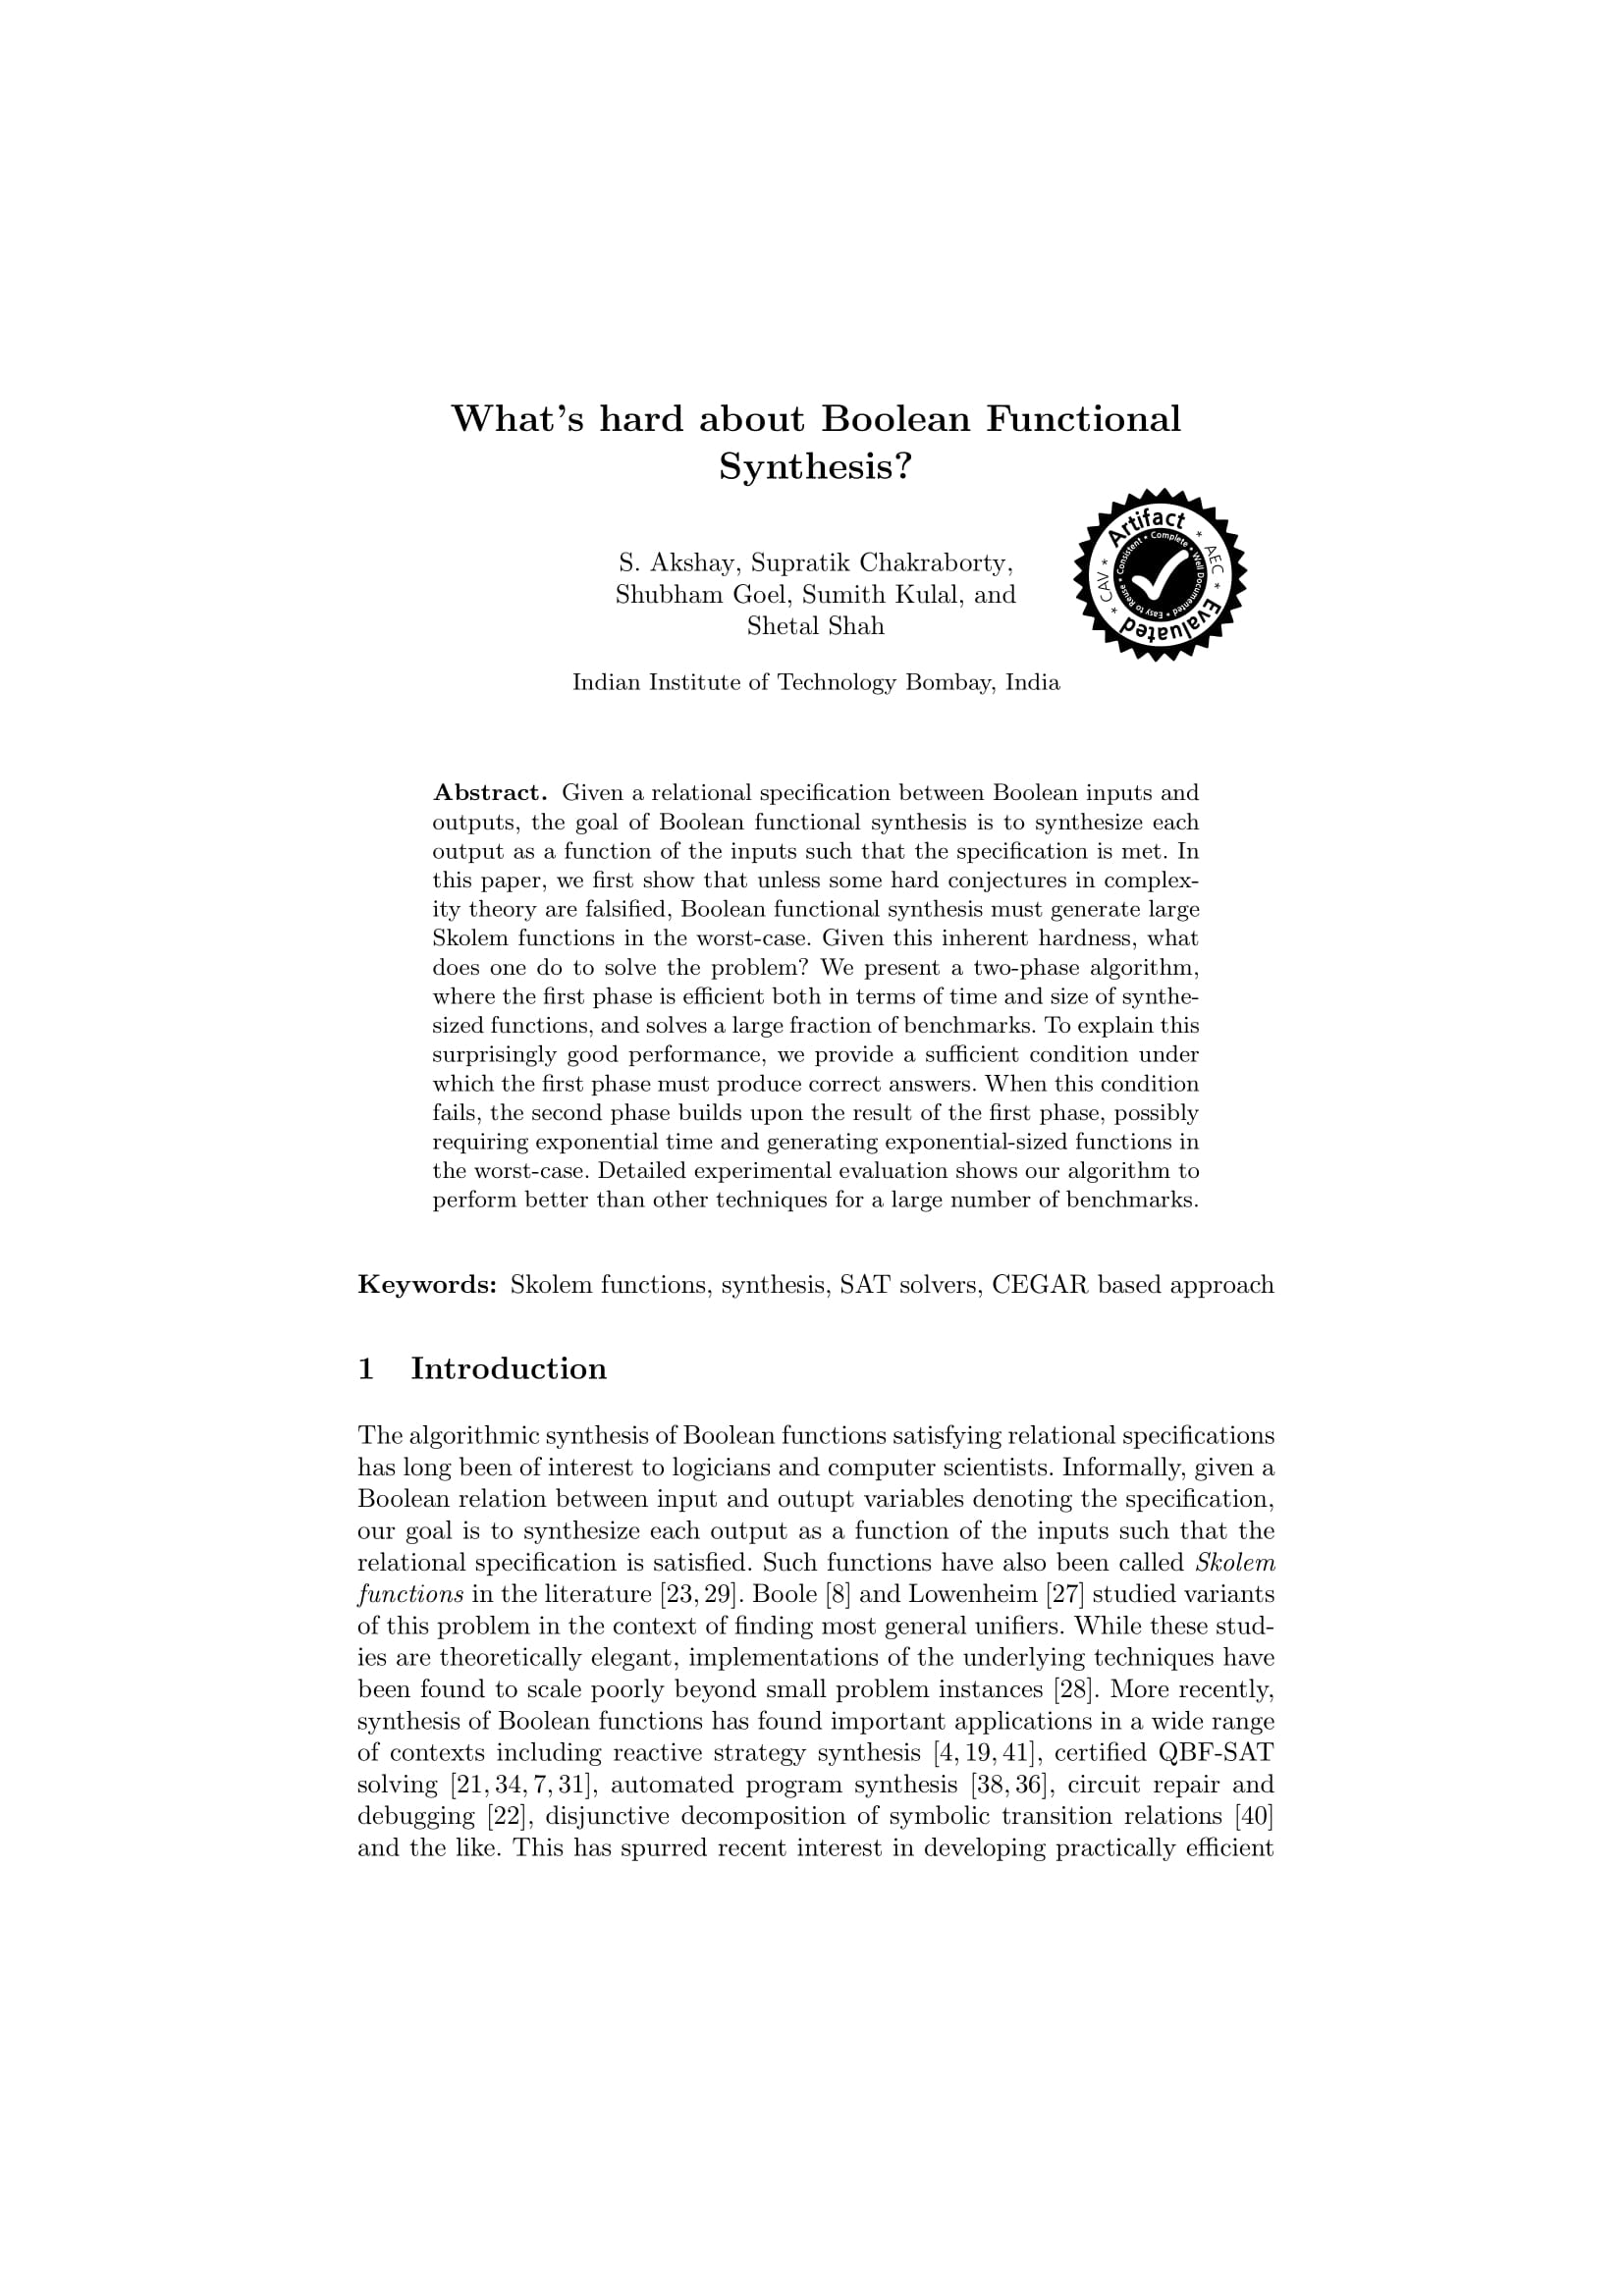 What's hard about Boolean Functional
Synthesis?
S. Akshay, Supratik Chakraborty,
Shubham Goel, Sumith Kulal, and
Shetal Shah
Artifact
* AEC *
Evaluated
* CAV *
Consistent * Complete * Well Documented * Easy to Reuse *
Indian Institute of Technology Bombay, India
Abstract. Given a relational specification between Boolean inputs and
outputs, the goal of Boolean functional synthesis is to synthesize each
output as a function of the inputs such that the specification is met. In
this paper, we first show that unless some hard conjectures in complex-
ity theory are falsified, Boolean functional synthesis must generate large
Skolem functions in the worst-case. Given this inherent hardness, what
does one do to solve the problem? We present a two-phase algorithm,
where the first phase is efficient both in terms of time and size of synthe-
sized functions, and solves a large fraction of benchmarks. To explain this
surprisingly good performance, we provide a sufficient condition under
which the first phase must produce correct answers. When this condition
fails, the second phase builds upon the result of the first phase, possibly
requiring exponential time and generating exponential-sized functions in
the worst-case. Detailed experimental evaluation shows our algorithm to
perform better than other techniques for a large number of benchmarks.
Keywords: Skolem functions, synthesis, SAT solvers, CEGAR based approach
1 Introduction
The algorithmic synthesis of Boolean functions satisfying relational specifications
has long been of interest to logicians and computer scientists. Informally, given a
Boolean relation between input and outupt variables denoting the specification,
our goal is to synthesize each output as a function of the inputs such that the
relational specification is satisfied. Such functions have also been called Skolem
functions in the literature [23, 29]. Boole [8] and Lowenheim [27] studied variants
of this problem in the context of finding most general unifiers. While these stud-
ies are theoretically elegant, implementations of the underlying techniques have
been found to scale poorly beyond small problem instances [28]. More recently,
synthesis of Boolean functions has found important applications in a wide range
of contexts including reactive strategy synthesis [4, 19, 41], certified QBF-SAT
solving [21, 34, 7, 31], automated program synthesis [38, 36], circuit repair and
debugging [22], disjunctive decomposition of symbolic transition relations [40]
and the like. This has spurred recent interest in developing practically efficient